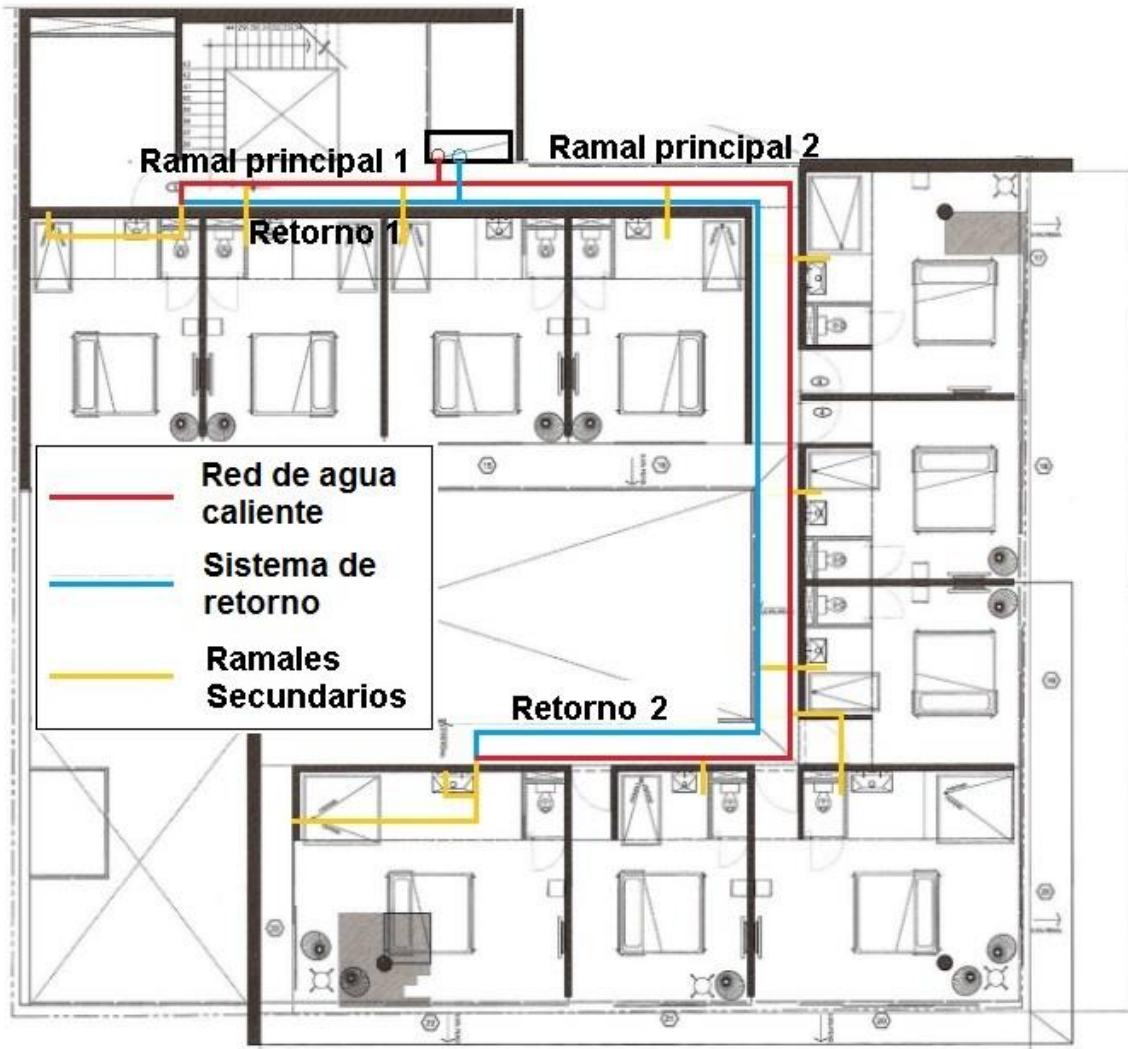 Ramal principal 1
Ramal principal 2
Retorno 1
Red de agua
caliente
Sistema de
retorno
Ramales
Secundarios
Retorno 2